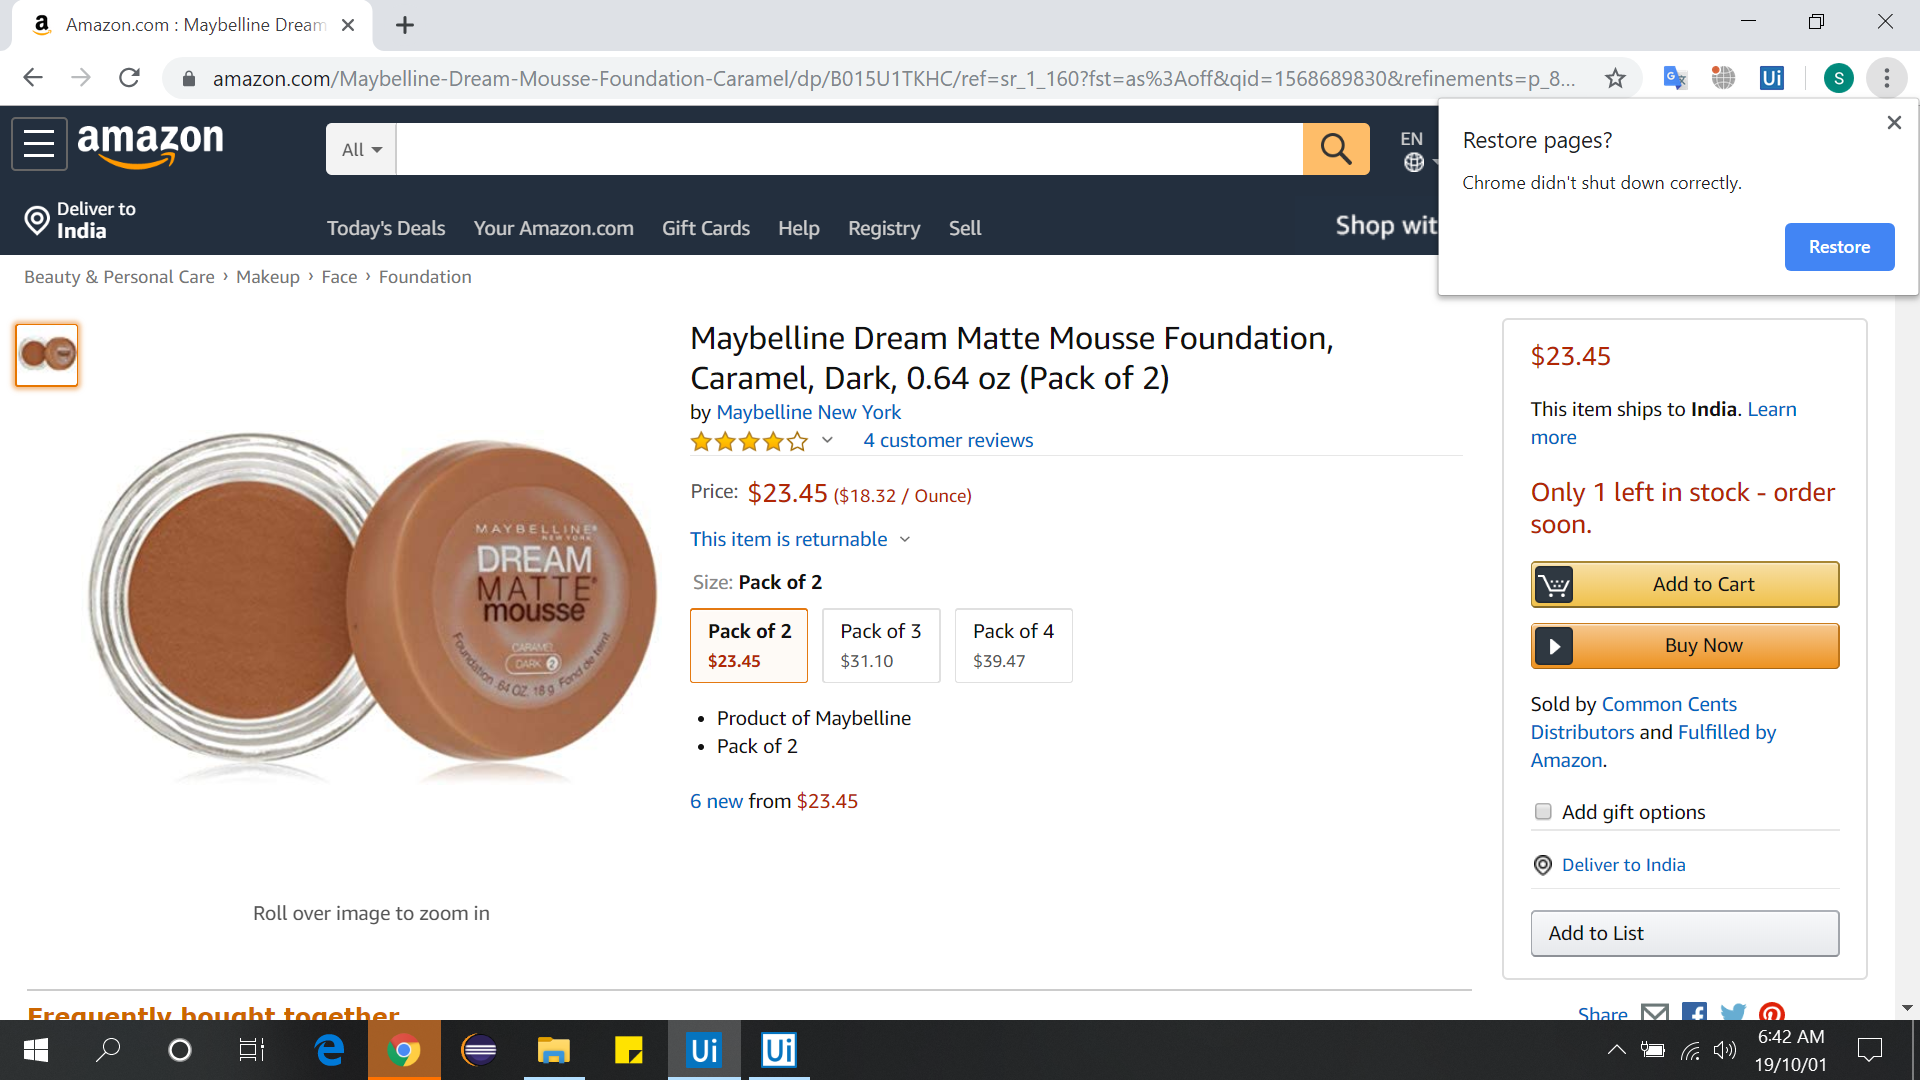 Amazon.com : Maybelline Dream
amazon.com/Maybelline-Dream-Mousse-Foundation-Caramel/dp/B015U1TKHC/ref=sr_1_160?fst=as%3Aoff&qid=1568689830&refinements=p_8...
Ui
S
Restore pages?
Chrome didn't shut down correctly.
Restore
amazon
All
EN
Deliver to
India
Today's Deals
Your Amazon.com
Gift Cards
Help
Registry
Sell
Shop wit
Beauty & Personal Care › Makeup › Face › Foundation
MAYBELLINE
NEW YORK
DREAM
MATTE
mousse
CARAMEL
DARK 2
Foundation .64 OZ. 18 g Fond de teint
Roll over image to zoom in
Maybelline Dream Matte Mousse Foundation,
Caramel, Dark, 0.64 oz (Pack of 2)
by Maybelline New York
4 customer reviews
Price: $23.45 ($18.32 / Ounce)
This item is returnable
Size: Pack of 2
Pack of 2
$23.45
Pack of 3
$31.10
Pack of 4
$39.47
• Product of Maybelline
• Pack of 2
6 new from $23.45
$23.45
This item ships to India. Learn
more
Only 1 left in stock - order
soon.
Add to Cart
Buy Now
Sold by Common Cents
Distributors and Fulfilled by
Amazon.
Add gift options
Deliver to India
Add to List
Frequently bought together
Share
Ui
Ui
6:42 AM
19/10/01